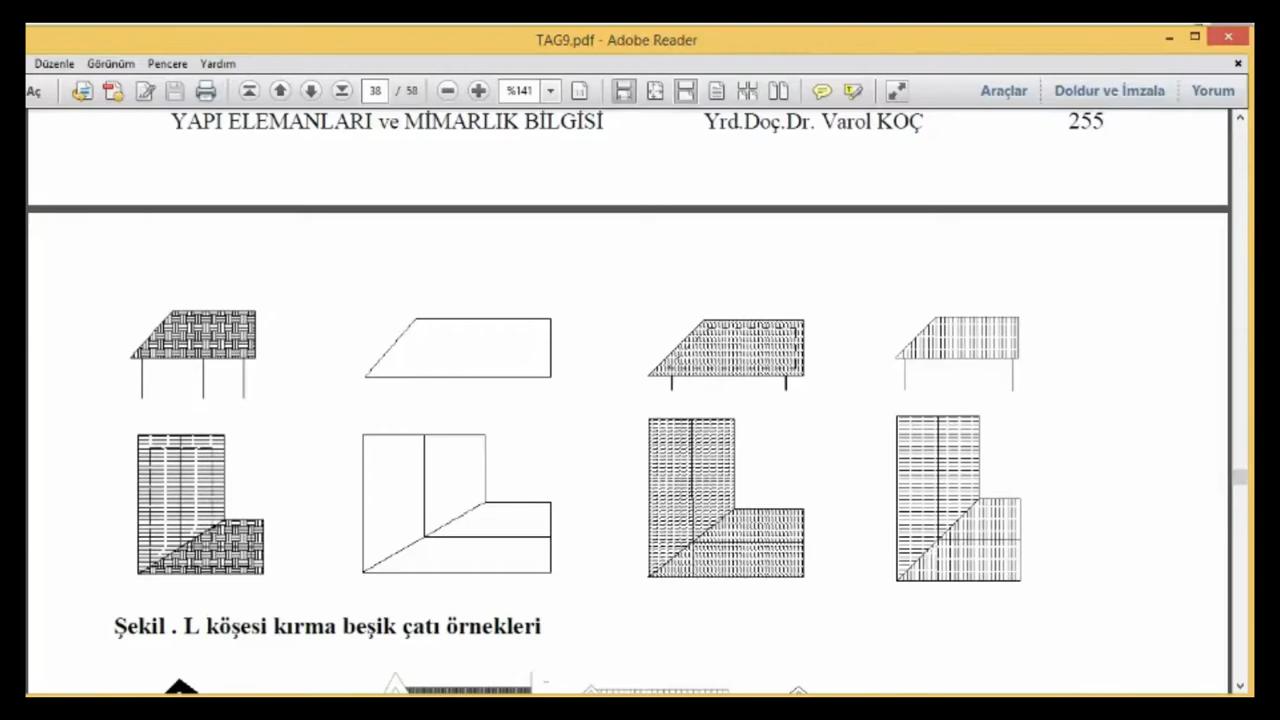 TAG9.pdf - Adobe Reader
Düzenle Görünüm Pencere Yardım
Aç 38 / 58 %141 Araçlar Doldur ve İmzala Yorum
YAPI ELEMANLARI ve MİMARLIK BİLGİSİ Yrd.Doç.Dr. Varol KOÇ 255
Şekil . L köşesi kırma beşik çatı örnekleri